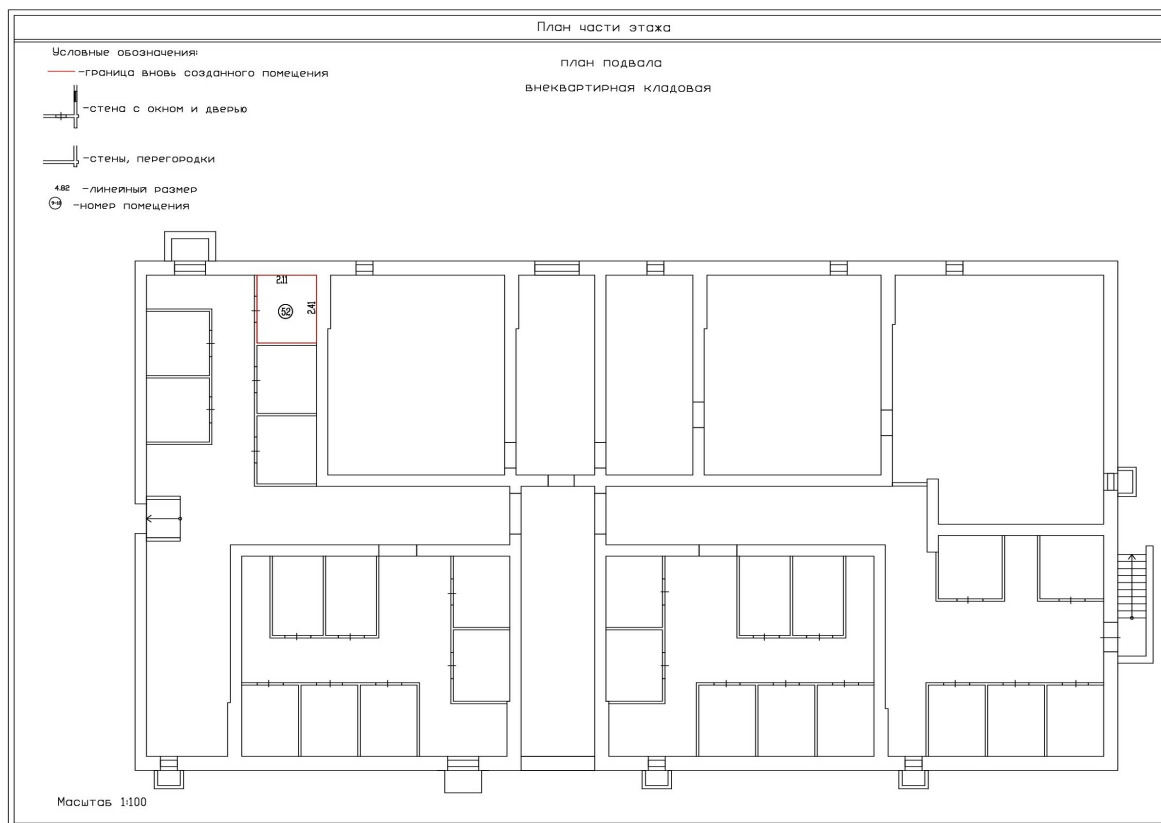 План части этажа
Условные обозначения:
-граница вновь созданного помещения
-стена с окном и дверью
-стены, перегородки
4.82 -линейный размер
-номер помещения
план подвала
внеквартирная кладовая
2.11
2.41
52
Масштаб 1:100